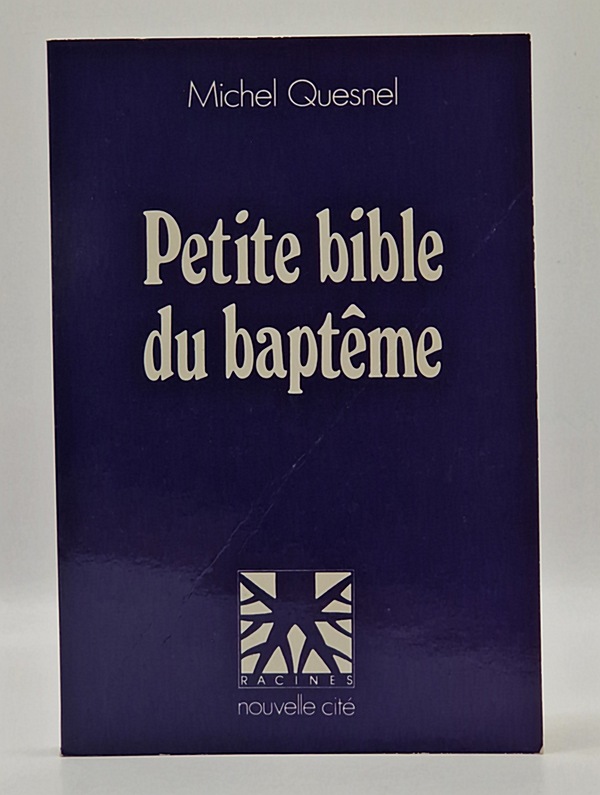 Michel Quesnel
Petite bible
du baptême
RACINES
nouvelle cité